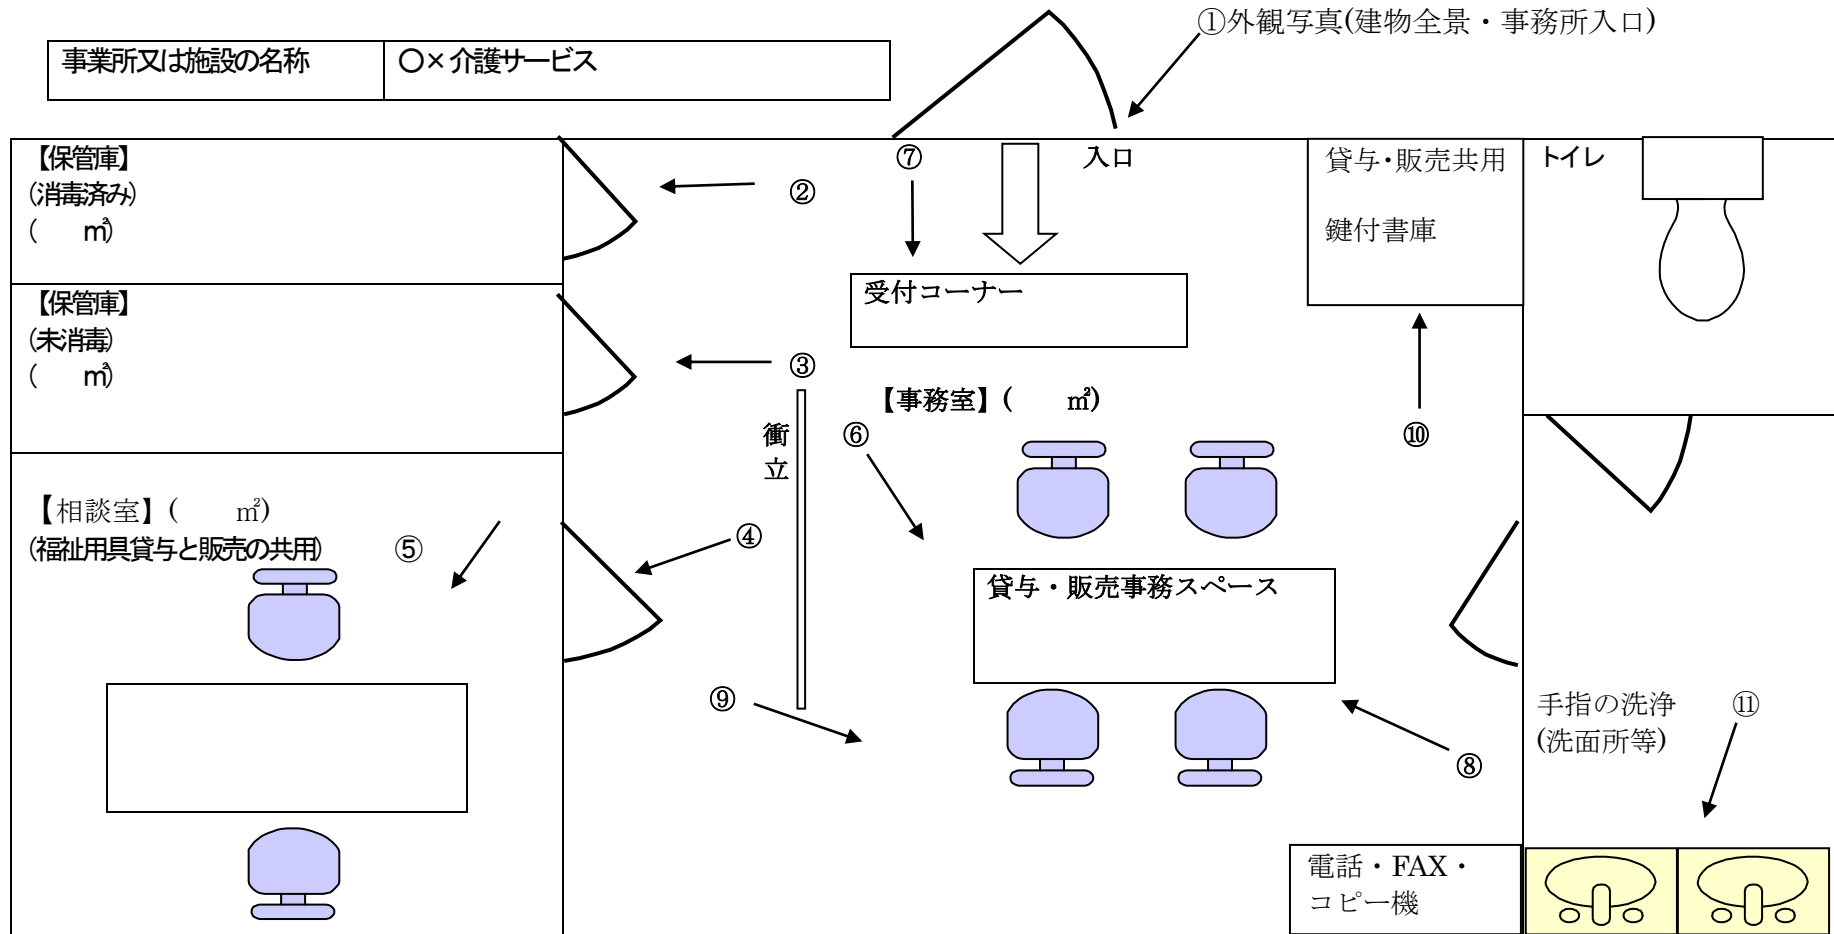 ①外観写真(建物全景・事務所入口)
事業所又は施設の名称
〇×介護サービス
【保管庫】
(消毒済み)
(　　㎡)
②
⑦
入口
貸与・販売共用
鍵付書庫
トイレ
【保管庫】
(未消毒)
(　　㎡)
③
受付コーナー
【事務室】(　　㎡)
衝立
⑥
⑩
【相談室】(　　㎡)
(福祉用具貸与と販売の共用)
⑤
④
貸与・販売事務スペース
⑨
⑧
手指の洗浄
(洗面所等)
⑪
電話・FAX・
コピー機